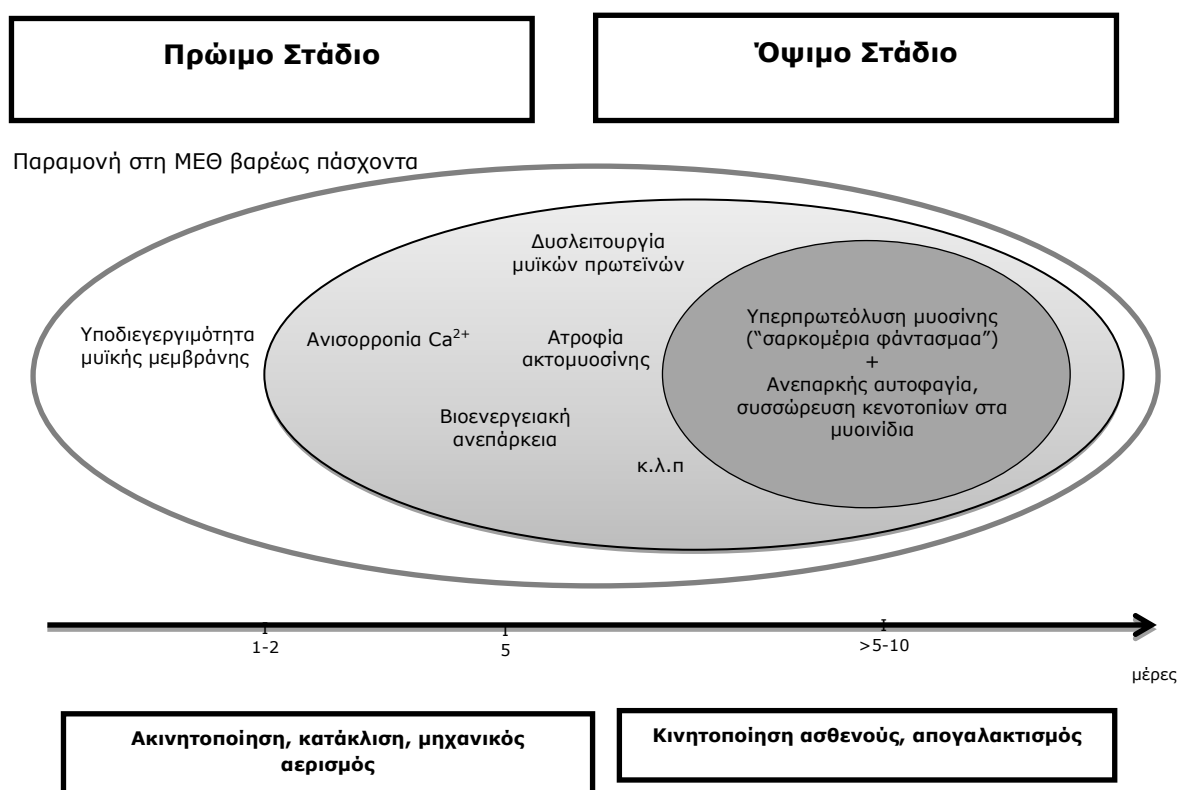 Πρώιμο Στάδιο
Όψιμο Στάδιο
Παραμονή στη ΜΕΘ βαρέως πάσχοντα
Δυσλειτουργία
μυϊκών πρωτεϊνών
Υποδιεγεργιμότητα
μυϊκής μεμβράνης
Ανισορροπία Ca²⁺
Ατροφία
ακτομυοσίνης
Βιοενεργειακή
ανεπάρκεια
κ.λ.π
Υπερπρωτεόλυση μυοσίνης
("σαρκομέρια φάντασμαα")
+
Ανεπαρκής αυτοφαγία,
συσσώρευση κενοτοπίων στα
μυοινίδια
1-2
5
>5-10
μέρες
Ακινητοποίηση, κατάκλιση, μηχανικός
αερισμός
Κινητοποίηση ασθενούς, απογαλακτισμός